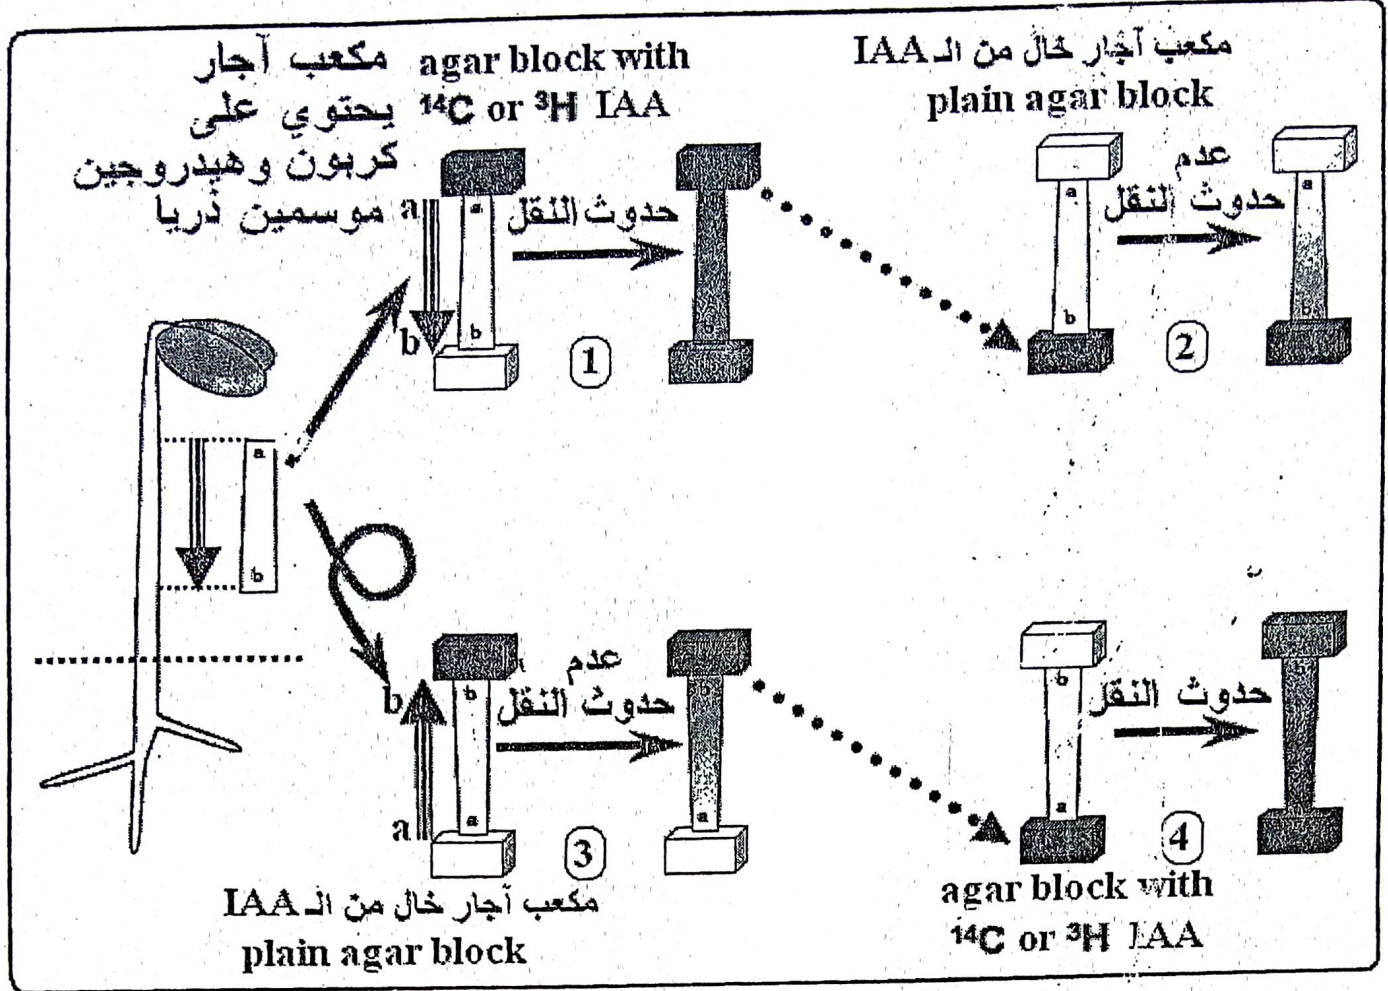 مكعب آجار
يحتوي على
كربون وهيدروجين
موسمين ذريا
agar block with
¹⁴C or ³H IAA
مكعب آجار خال من الـ IAA
plain agar block
a
b
a
b
حدوث النقل
b
1
a
b
عدم
حدوث النقل
a
b
2
a
b
b
a
b
a
عدم
حدوث النقل
b
a
3
مكعب آجار خال من الـ IAA
plain agar block
b
a
حدوث النقل
b
4
agar block with
¹⁴C or ³H IAA